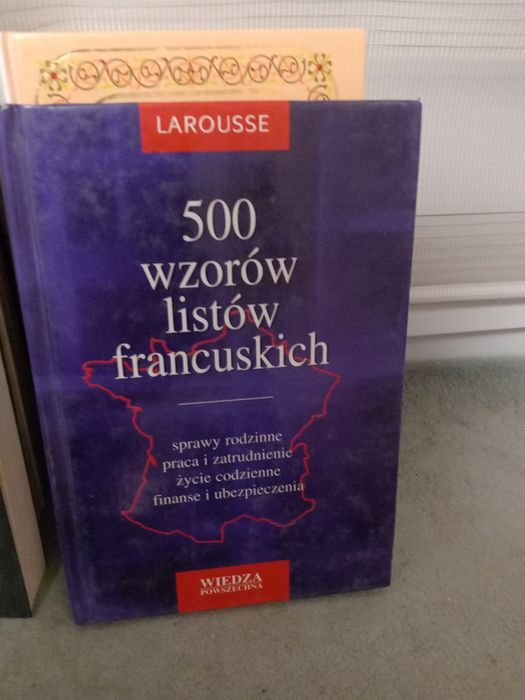 LAROUSSE
500
wzorów
listów
francuskich
sprawy rodzinne
praca i zatrudnienie
życie codzienne
finanse i ubezpieczenia
WIEDZA
POWSZECHNA